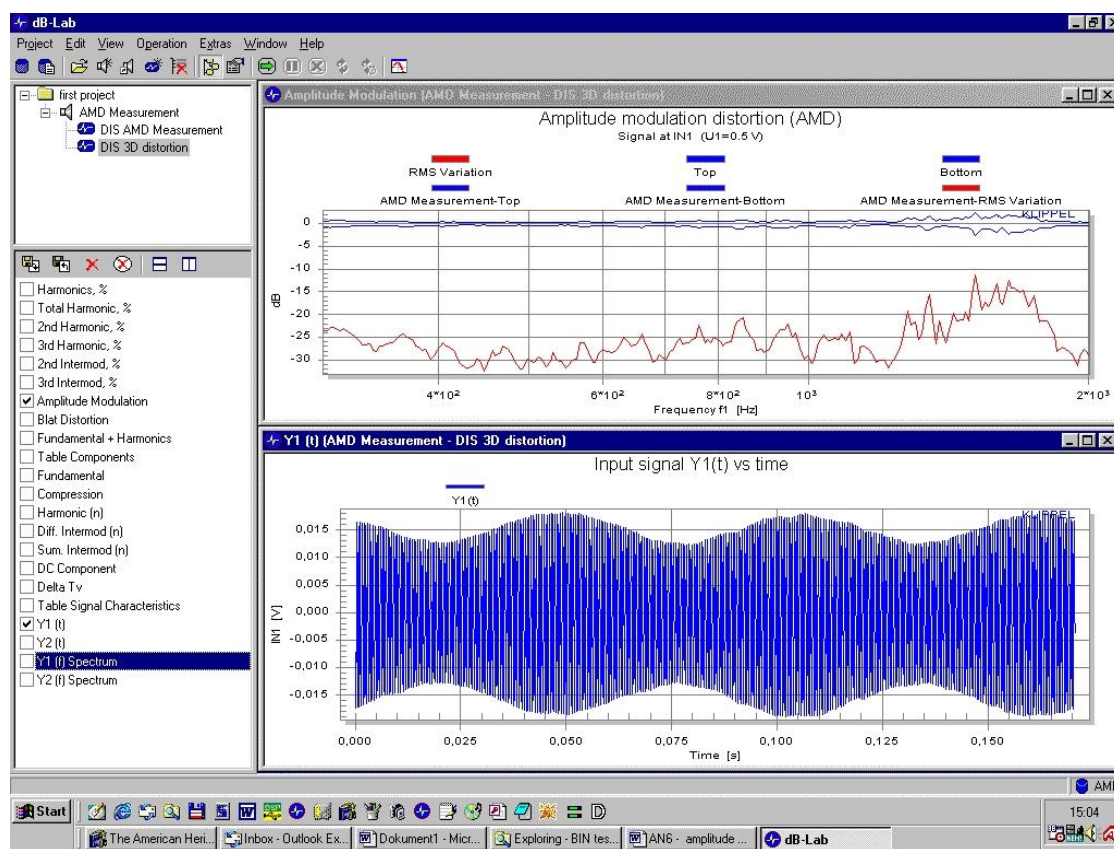 dB-Lab
Project Edit View Operation Extras Window Help
first project
AMD Measurement
DIS AMD Measurement
DIS 3D distortion
Harmonics, %
Total Harmonic, %
2nd Harmonic, %
3rd Harmonic, %
2nd Intermod, %
3rd Intermod, %
Amplitude Modulation
Blat Distortion
Fundamental + Harmonics
Table Components
Fundamental
Compression
Harmonic (n)
Diff. Intermod (n)
Sum. Intermod (n)
DC Component
Delta Tv
Table Signal Characteristics
Y1 (t)
Y2 (t)
Y1 (f) Spectrum
Y2 (f) Spectrum
Amplitude Modulation (AMD Measurement - DIS 3D distortion)
Amplitude modulation distortion (AMD)
Signal at IN1 (U1=0.5 V)
RMS Variation Top Bottom
AMD Measurement-Top AMD Measurement-Bottom AMD Measurement-RMS Variation
KLIPPEL
0
-5
-10
-15
-20
-25
-30
dB
4*10² 6*10² 8*10² 10³ 2*10³
Frequency f1 [Hz]
Y1 (t) (AMD Measurement - DIS 3D distortion)
Input signal Y1(t) vs time
Y1(t)
KLIPPEL
0,015
0,010
0,005
0,000
-0,005
-0,010
-0,015
IN1 [V]
0,000 0,025 0,050 0,075 0,100 0,125 0,150
Time [s]
AMD
Start
15:04
The American Heri... Inbox - Outlook Ex... Dokument1 - Micr... Exploring - BIN tes... AN6 - amplitude ... dB-Lab